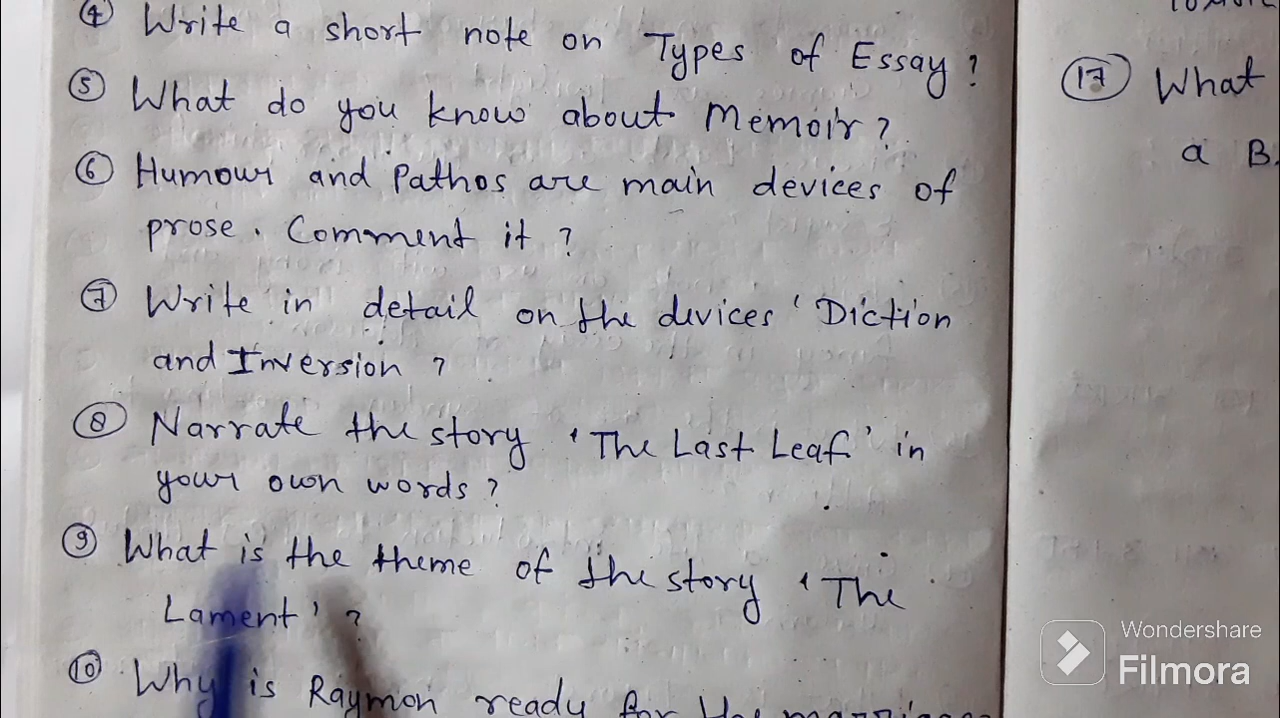 ④ Write a short note on Types of Essay ?
⑤ What do you know about Memoir ?
⑥ Humour and Pathos are main devices of
prose. Comment it ?
⑦ Write in detail on the devices 'Diction
and Inversion ?
⑧ Narrate the story 'The Last Leaf' in
your own words ?
⑨ What is the theme of the story 'The
Lament' ?
⑩ Why is Raymon ready for the marriage
⑰ What
a B.
Wondershare
Filmora